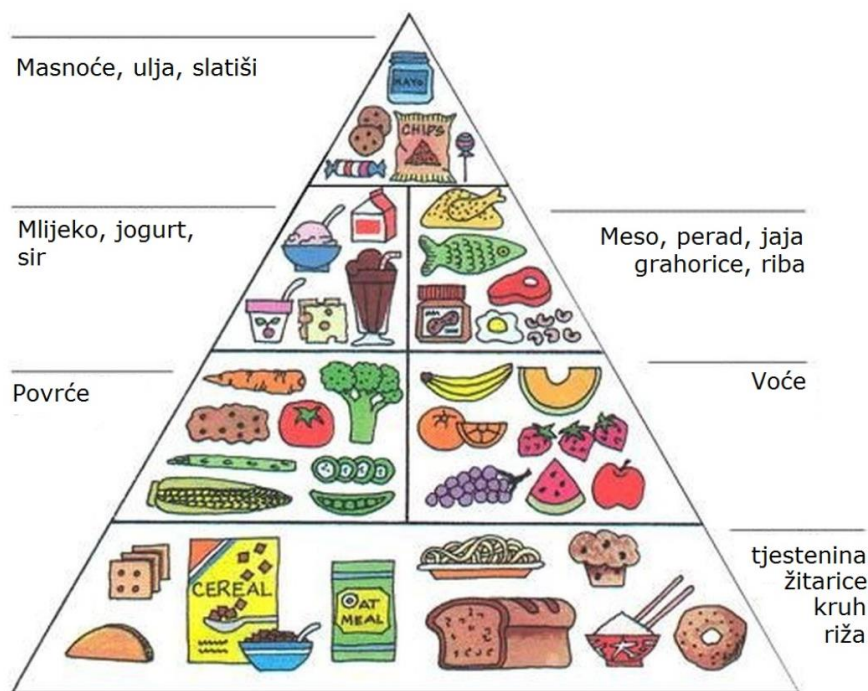 Masnoće, ulja, slatiši
MAYO
CHIPS
Mlijeko, jogurt,
sir
Meso, perad, jaja
grahorice, riba
Povrće
Voće
CEREAL
OAT
MEAL
tjestenina
žitarice
kruh
riža